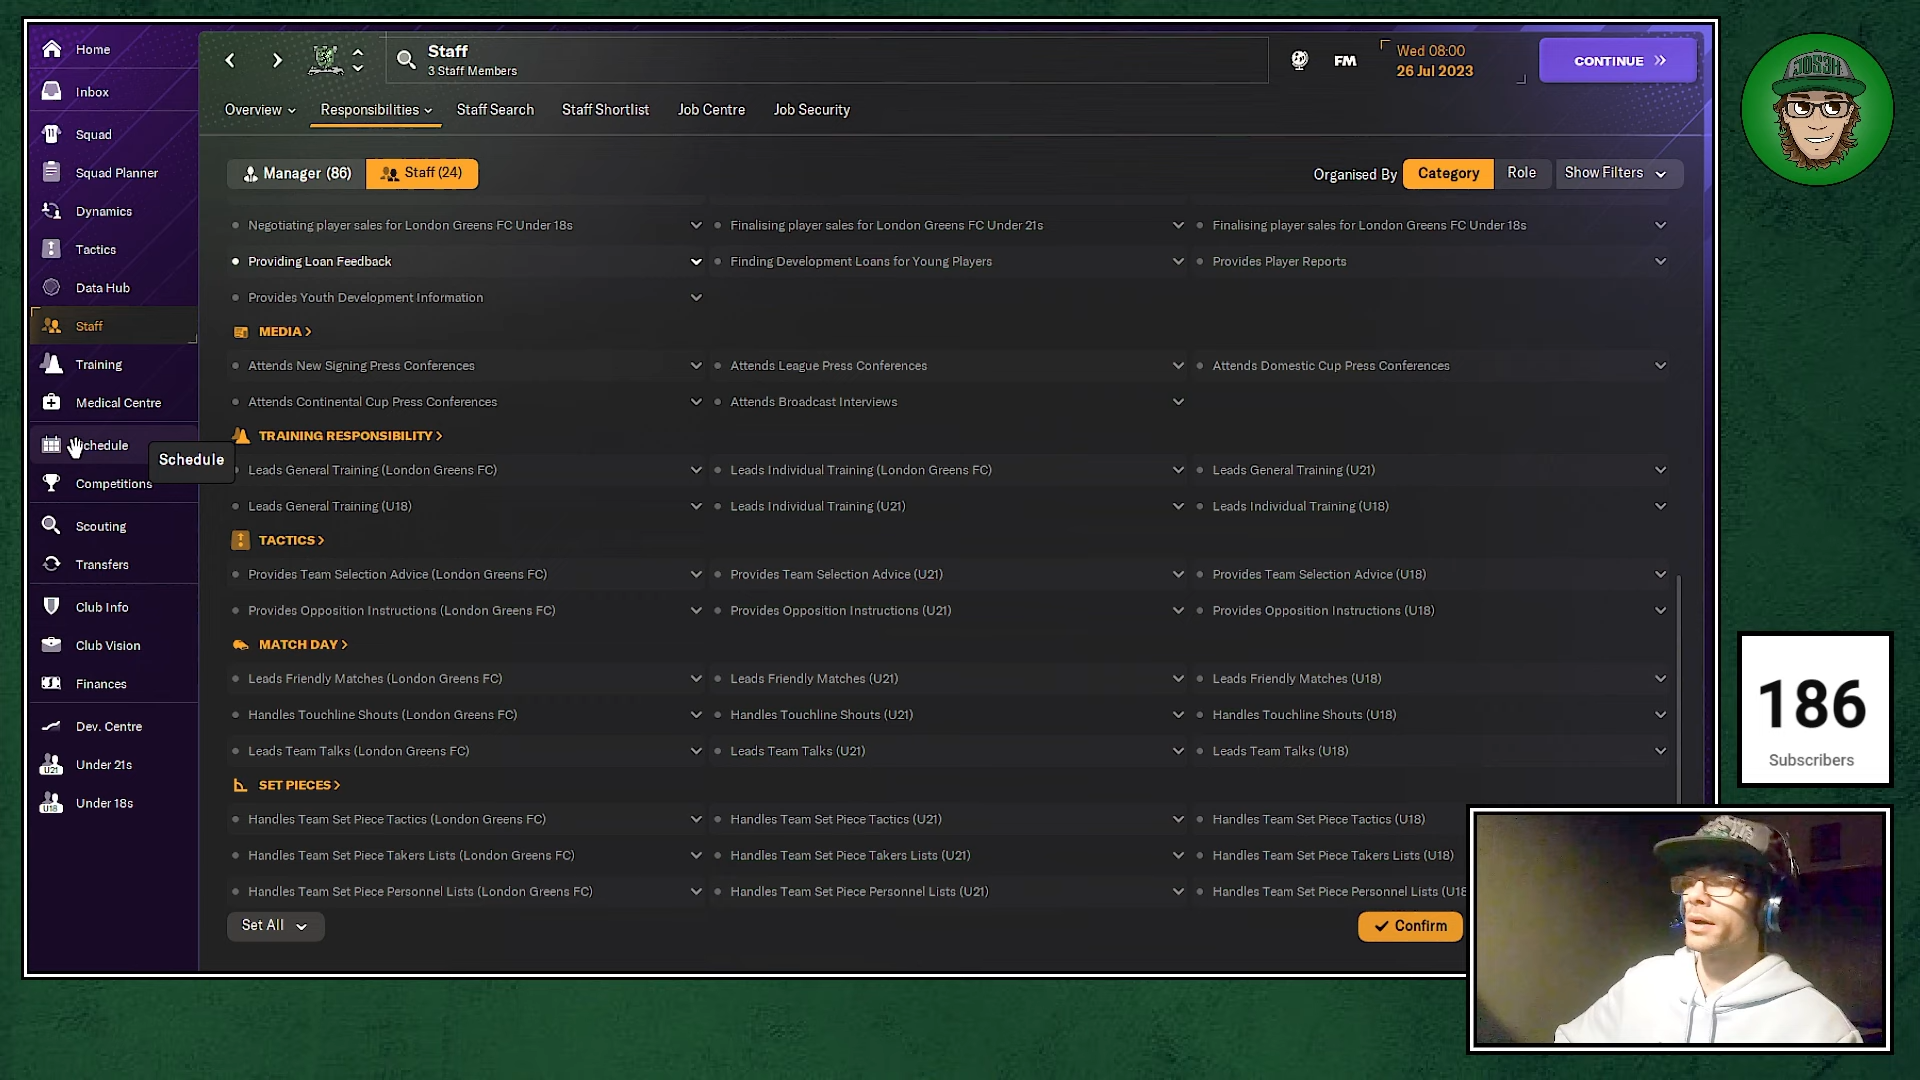 Home
Inbox
Squad
Squad Planner
Dynamics
Tactics
Data Hub
Staff
Training
Medical Centre
Schedule
Schedule
Competitions
Scouting
Transfers
Club Info
Club Vision
Finances
Dev. Centre
U21 Under 21s
U18 Under 18s
Staff
3 Staff Members
FM
Wed 08:00
26 Jul 2023
CONTINUE
Overview Responsibilities Staff Search Staff Shortlist Job Centre Job Security
Manager (86) Staff (24)
Organised By Category Role Show Filters
Negotiating player sales for London Greens FC Under 18s Finalising player sales for London Greens FC Under 21s Finalising player sales for London Greens FC Under 18s
Providing Loan Feedback Finding Development Loans for Young Players Provides Player Reports
Provides Youth Development Information
MEDIA
Attends New Signing Press Conferences Attends League Press Conferences Attends Domestic Cup Press Conferences
Attends Continental Cup Press Conferences Attends Broadcast Interviews
TRAINING RESPONSIBILITY
Leads General Training (London Greens FC) Leads Individual Training (London Greens FC) Leads General Training (U21)
Leads General Training (U18) Leads Individual Training (U21) Leads Individual Training (U18)
TACTICS
Provides Team Selection Advice (London Greens FC) Provides Team Selection Advice (U21) Provides Team Selection Advice (U18)
Provides Opposition Instructions (London Greens FC) Provides Opposition Instructions (U21) Provides Opposition Instructions (U18)
MATCH DAY
Leads Friendly Matches (London Greens FC) Leads Friendly Matches (U21) Leads Friendly Matches (U18)
Handles Touchline Shouts (London Greens FC) Handles Touchline Shouts (U21) Handles Touchline Shouts (U18)
Leads Team Talks (London Greens FC) Leads Team Talks (U21) Leads Team Talks (U18)
SET PIECES
Handles Team Set Piece Tactics (London Greens FC) Handles Team Set Piece Tactics (U21) Handles Team Set Piece Tactics (U18)
Handles Team Set Piece Takers Lists (London Greens FC) Handles Team Set Piece Takers Lists (U21) Handles Team Set Piece Takers Lists (U18)
Handles Team Set Piece Personnel Lists (London Greens FC) Handles Team Set Piece Personnel Lists (U21) Handles Team Set Piece Personnel Lists (U18
Set All
Confirm
186
Subscribers